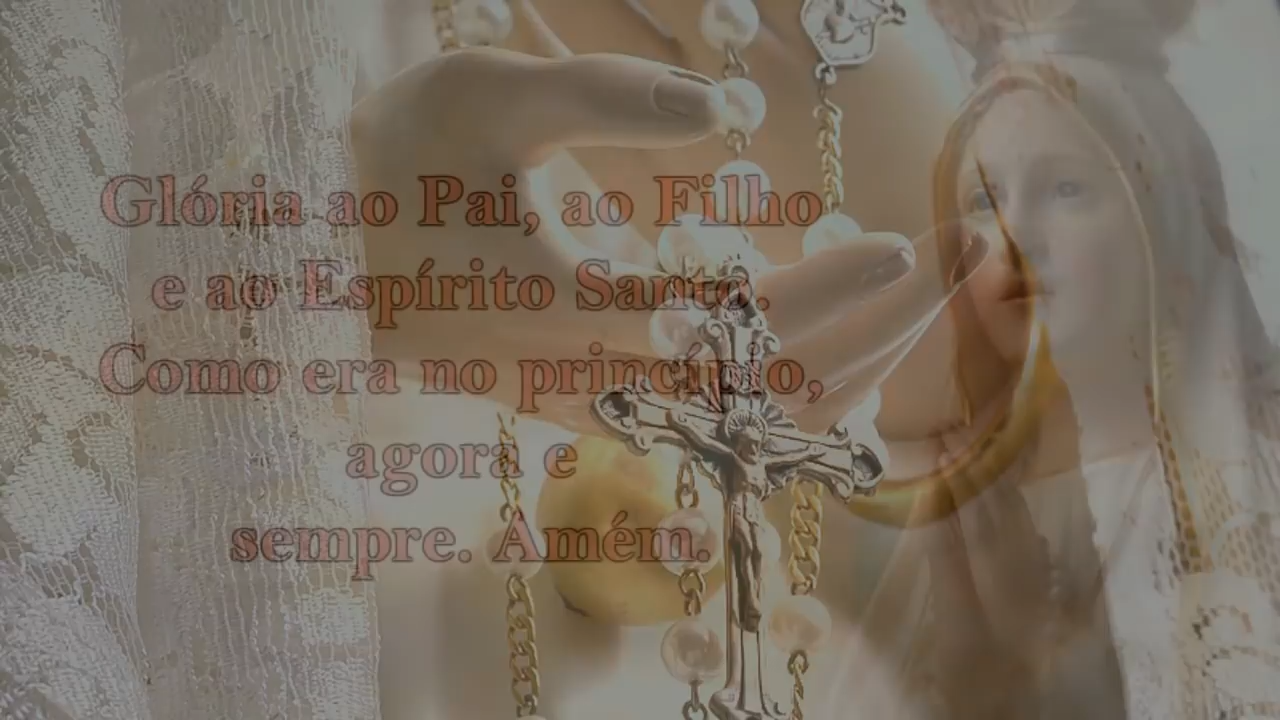 Glória ao Pai, ao Filho
e ao Espírito Santo.
Como era no princípio,
agora e
sempre. Amém.